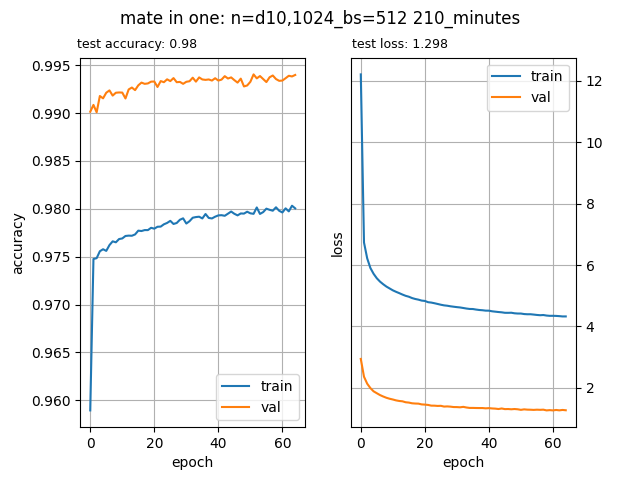 mate in one: n=d10,1024_bs=512 210_minutes
test accuracy: 0.98
test loss: 1.298
0.995
0.990
0.985
0.980
0.975
0.970
0.965
0.960
accuracy
0
20
40
60
epoch
train
val
loss
0
20
40
60
epoch
train
val
12
10
8
6
4
2